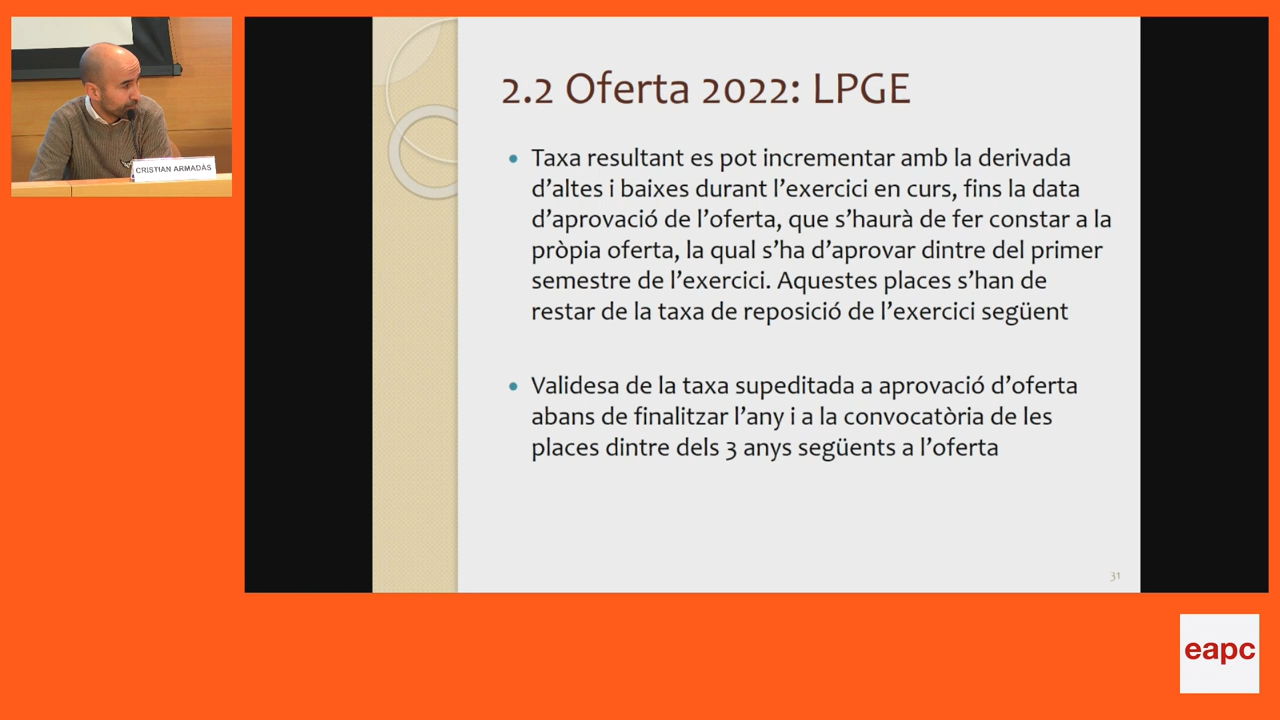 CRISTIAN ARMADÀS
2.2 Oferta 2022: LPGE
• Taxa resultant es pot incrementar amb la derivada
d’altes i baixes durant l’exercici en curs, fins la data
d’aprovació de l’oferta, que s’haurà de fer constar a la
pròpia oferta, la qual s’ha d’aprovar dintre del primer
semestre de l’exercici. Aquestes places s’han de
restar de la taxa de reposició de l’exercici següent
• Validesa de la taxa supeditada a aprovació d’oferta
abans de finalitzar l’any i a la convocatòria de les
places dintre dels 3 anys següents a l’oferta
31
eapc